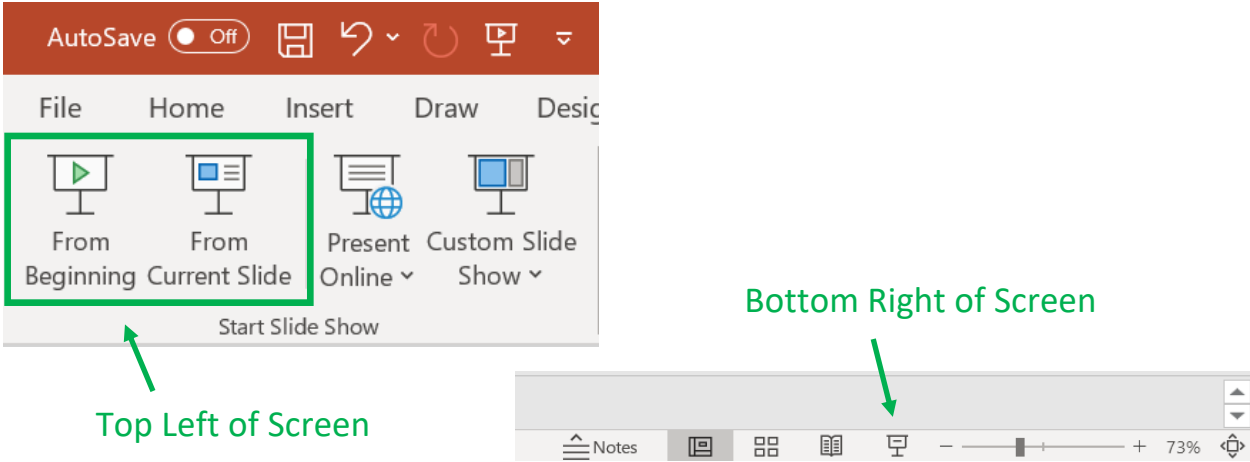 AutoSave Off
File Home Insert Draw Desig
From From Present Custom Slide
Beginning Current Slide Online Show
Start Slide Show
Top Left of Screen
Bottom Right of Screen
Notes 73%